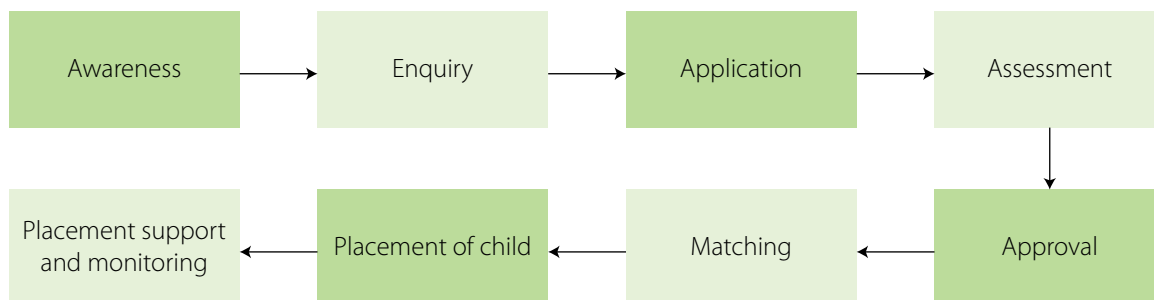 Awareness
Enquiry
Application
Assessment
Approval
Matching
Placement of child
Placement support
and monitoring